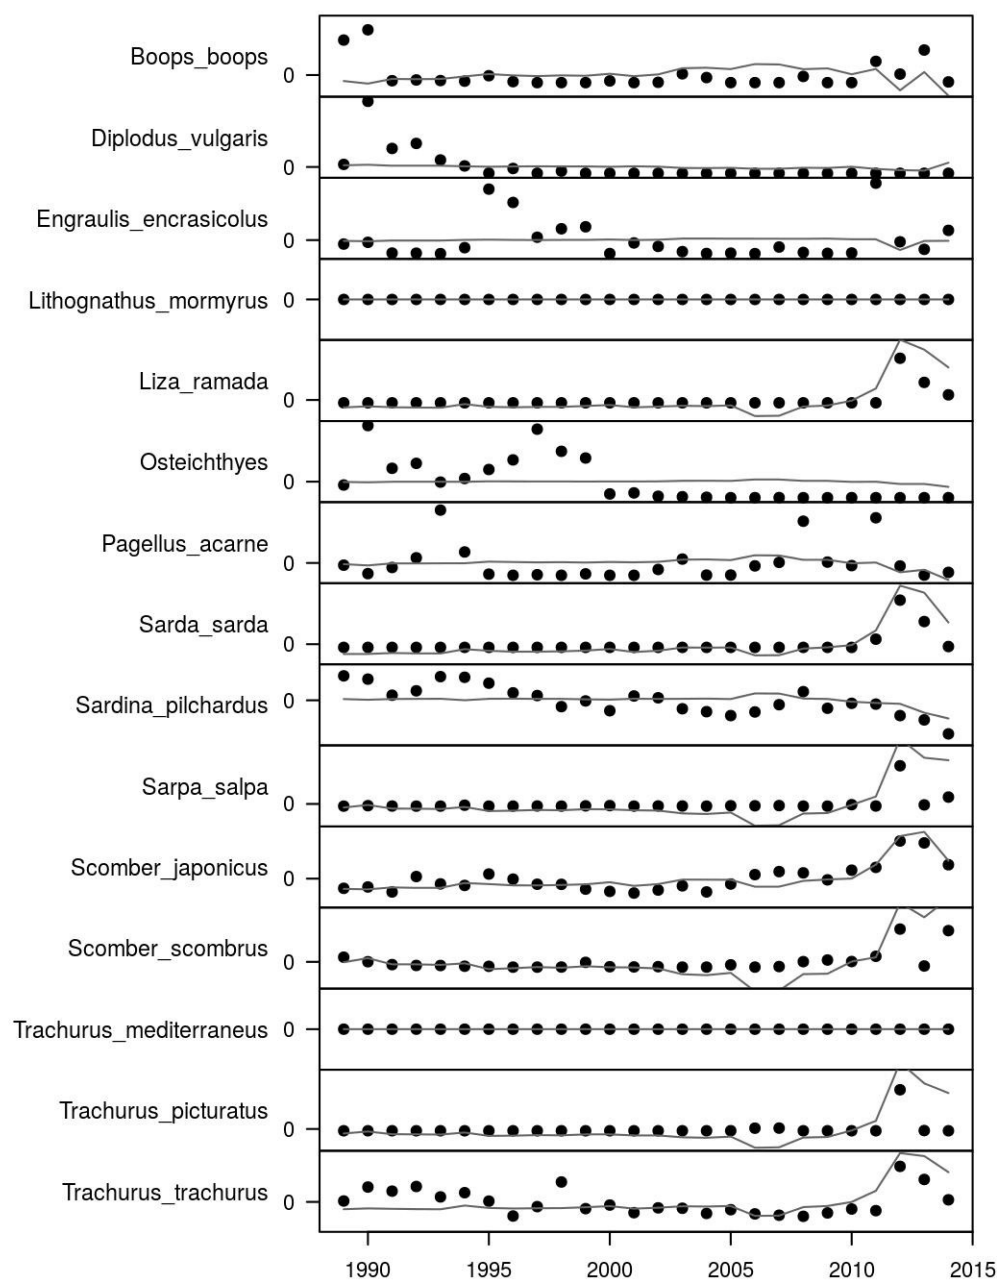 Boops_boops 0
Diplodus_vulgaris 0
Engraulis_encrasicolus 0
Lithognathus_mormyrus 0
Liza_ramada 0
Osteichthyes 0
Pagellus_acarne 0
Sarda_sarda 0
Sardina_pilchardus 0
Sarpa_salpa 0
Scomber_japonicus 0
Scomber_scombrus 0
Trachurus_mediterraneus 0
Trachurus_picturatus 0
Trachurus_trachurus 0
1990 1995 2000 2005 2010 2015